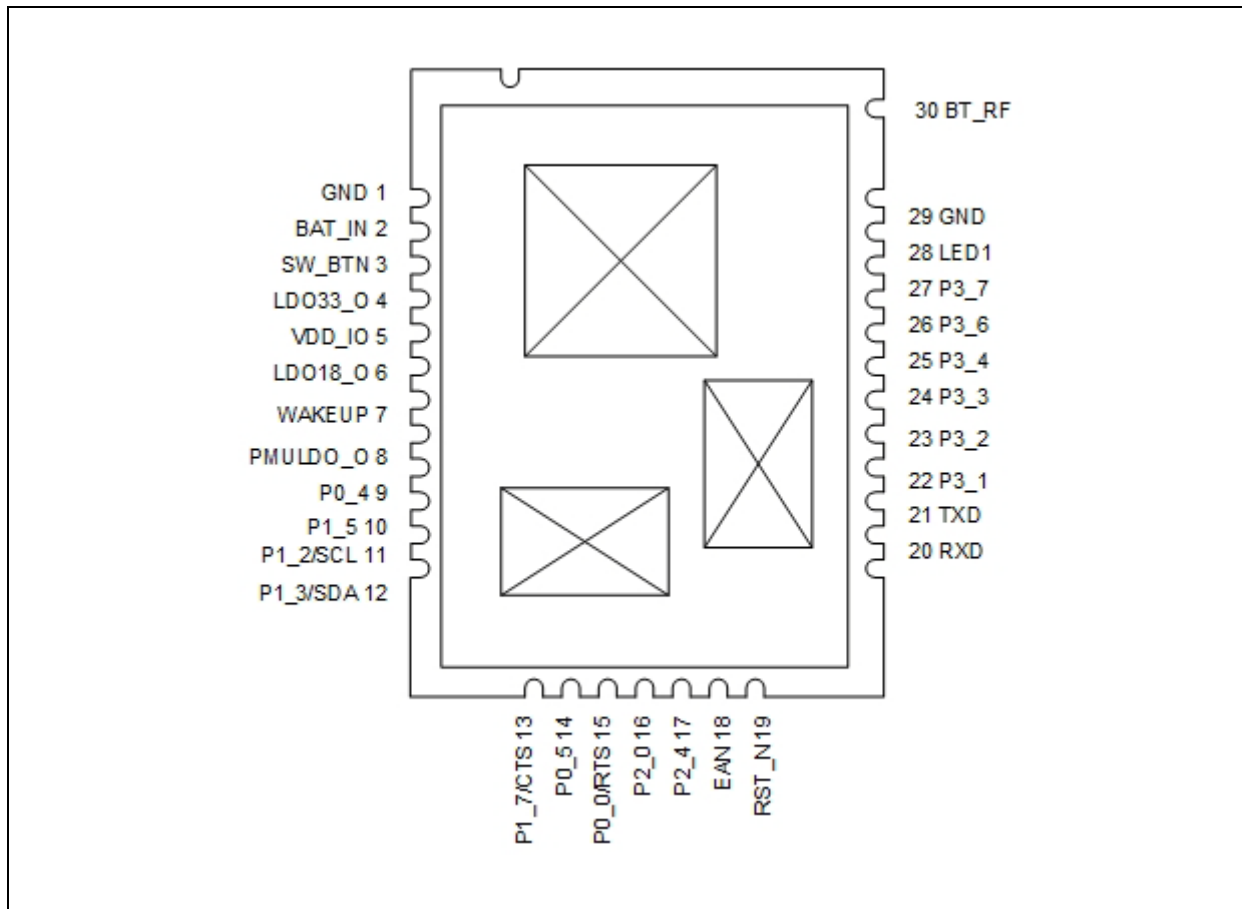 30 BT_RF
GND 1
BAT_IN 2
SW_BTN 3
LDO33_O 4
VDD_IO 5
LDO18_O 6
WAKEUP 7
PMULDO_O 8
P0_4 9
P1_5 10
P1_2/SCL 11
P1_3/SDA 12
P1_7/CTS 13
P0_5 14
P0_0/RTS 15
P2_0 16
P2_4 17
EAN 18
RST_N19
29 GND
28 LED1
27 P3_7
26 P3_6
25 P3_4
24 P3_3
23 P3_2
22 P3_1
21 TXD
20 RXD